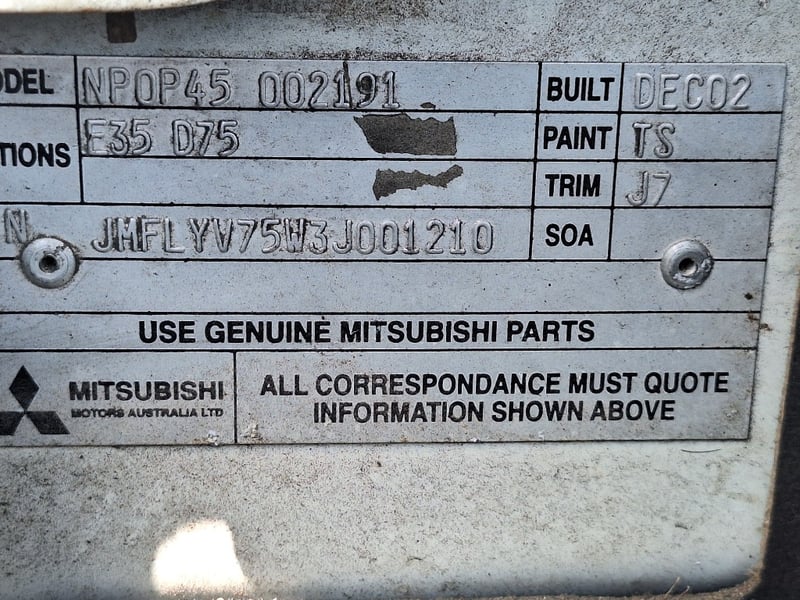 ODEL NPOP45 002191 BUILT DEC02
TIONS E35 D75 PAINT TS
TRIM J7
N JMFLYV75W3J001210 SOA
USE GENUINE MITSUBISHI PARTS
MITSUBISHI
MOTORS AUSTRALIA LTD
ALL CORRESPONDANCE MUST QUOTE
INFORMATION SHOWN ABOVE